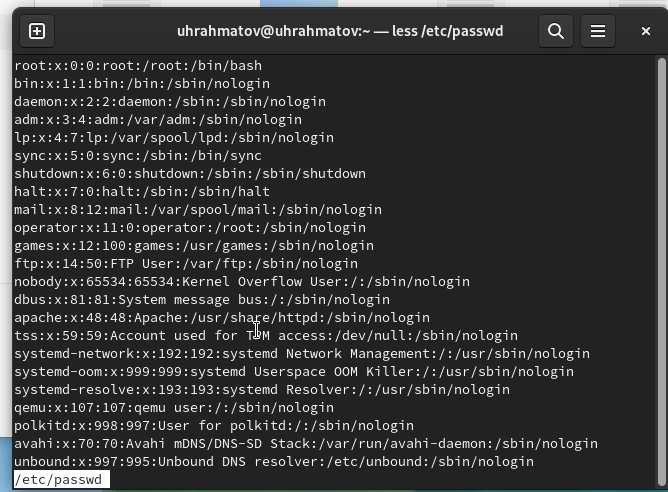 uhrahmatov@uhrahmatov:~ — less /etc/passwd
root:x:0:0:root:/root:/bin/bash
bin:x:1:1:bin:/bin:/sbin/nologin
daemon:x:2:2:daemon:/sbin:/sbin/nologin
adm:x:3:4:adm:/var/adm:/sbin/nologin
lp:x:4:7:lp:/var/spool/lpd:/sbin/nologin
sync:x:5:0:sync:/sbin:/bin/sync
shutdown:x:6:0:shutdown:/sbin:/sbin/shutdown
halt:x:7:0:halt:/sbin:/sbin/halt
mail:x:8:12:mail:/var/spool/mail:/sbin/nologin
operator:x:11:0:operator:/root:/sbin/nologin
games:x:12:100:games:/usr/games:/sbin/nologin
ftp:x:14:50:FTP User:/var/ftp:/sbin/nologin
nobody:x:65534:65534:Kernel Overflow User:/:/sbin/nologin
dbus:x:81:81:System message bus:/:/sbin/nologin
apache:x:48:48:Apache:/usr/share/httpd:/sbin/nologin
tss:x:59:59:Account used for TPM access:/dev/null:/sbin/nologin
systemd-network:x:192:192:systemd Network Management:/:/usr/sbin/nologin
systemd-oom:x:999:999:systemd Userspace OOM Killer:/:/usr/sbin/nologin
systemd-resolve:x:193:193:systemd Resolver:/:/usr/sbin/nologin
qemu:x:107:107:qemu user:/:/sbin/nologin
polkitd:x:998:997:User for polkitd:/:/sbin/nologin
avahi:x:70:70:Avahi mDNS/DNS-SD Stack:/var/run/avahi-daemon:/sbin/nologin
unbound:x:997:995:Unbound DNS resolver:/etc/unbound:/sbin/nologin
/etc/passwd